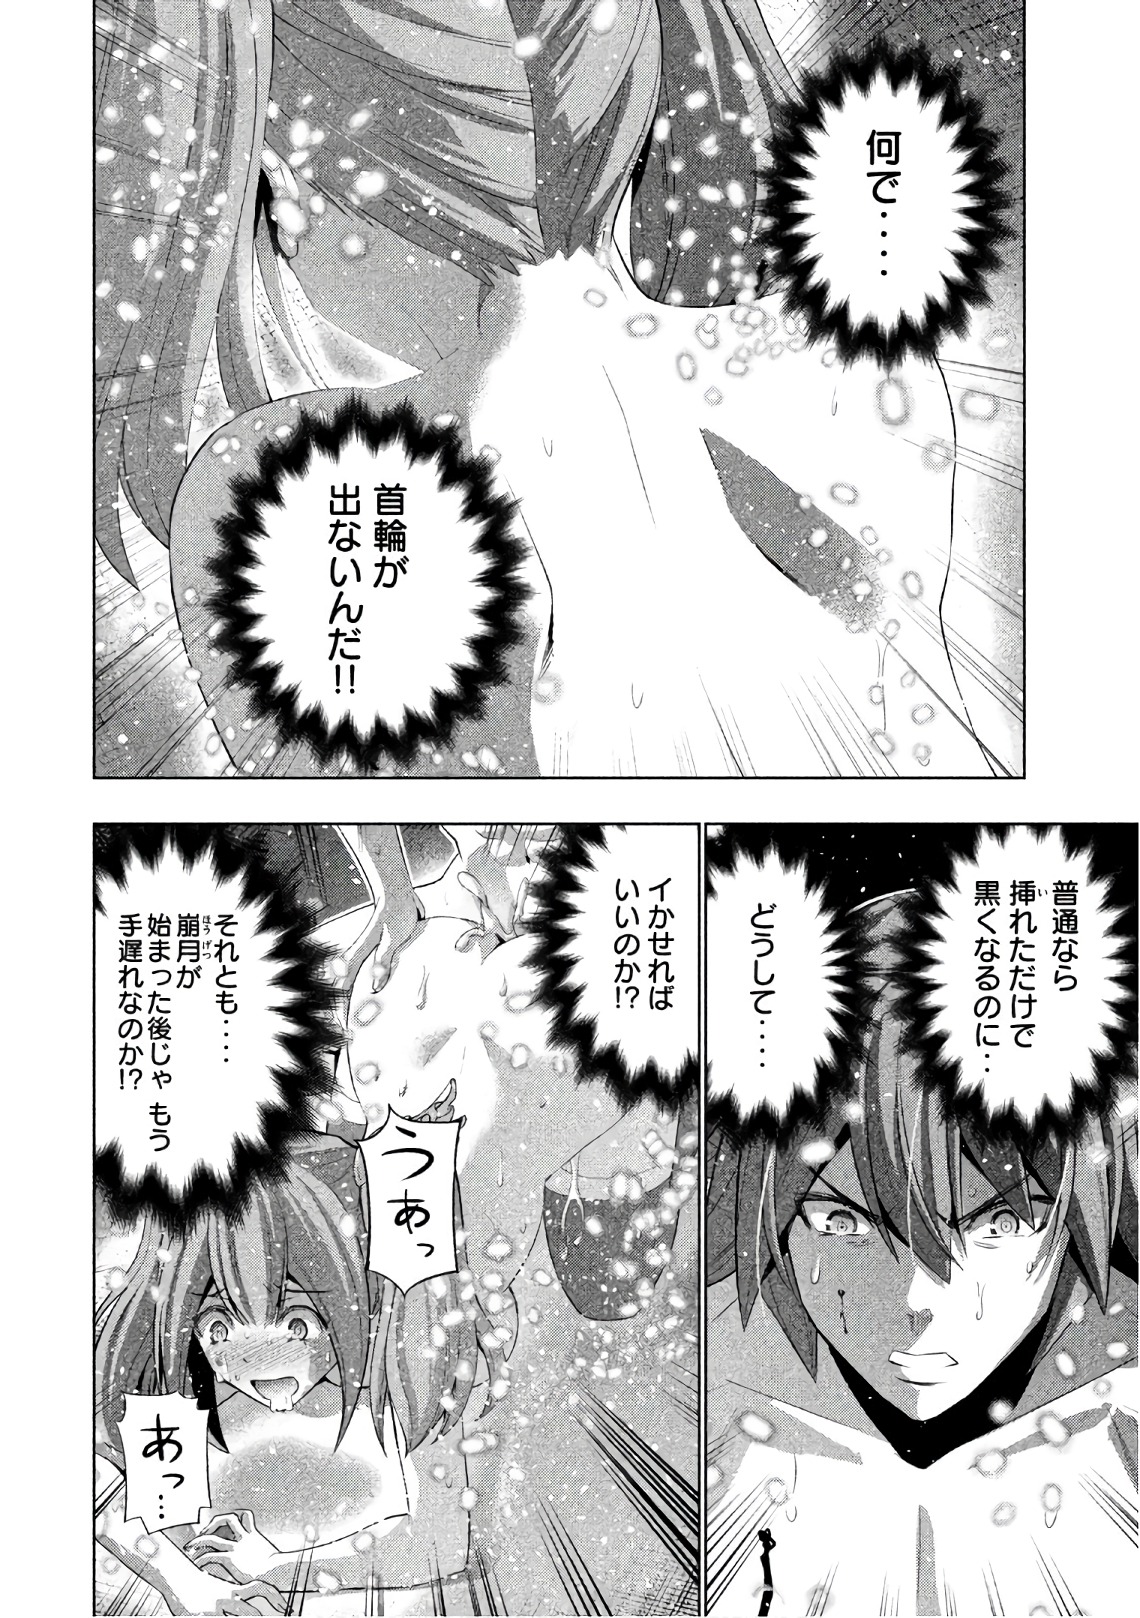 何で‥‥
首輪が
出ないんだ!!
普通なら
挿れただけで
黒くなるのに‥
どうして‥‥
イかせれば
いいのか!?
それとも‥‥
崩月が
始まった後じゃ もう
手遅れなのか!?
うあっ
あっ…